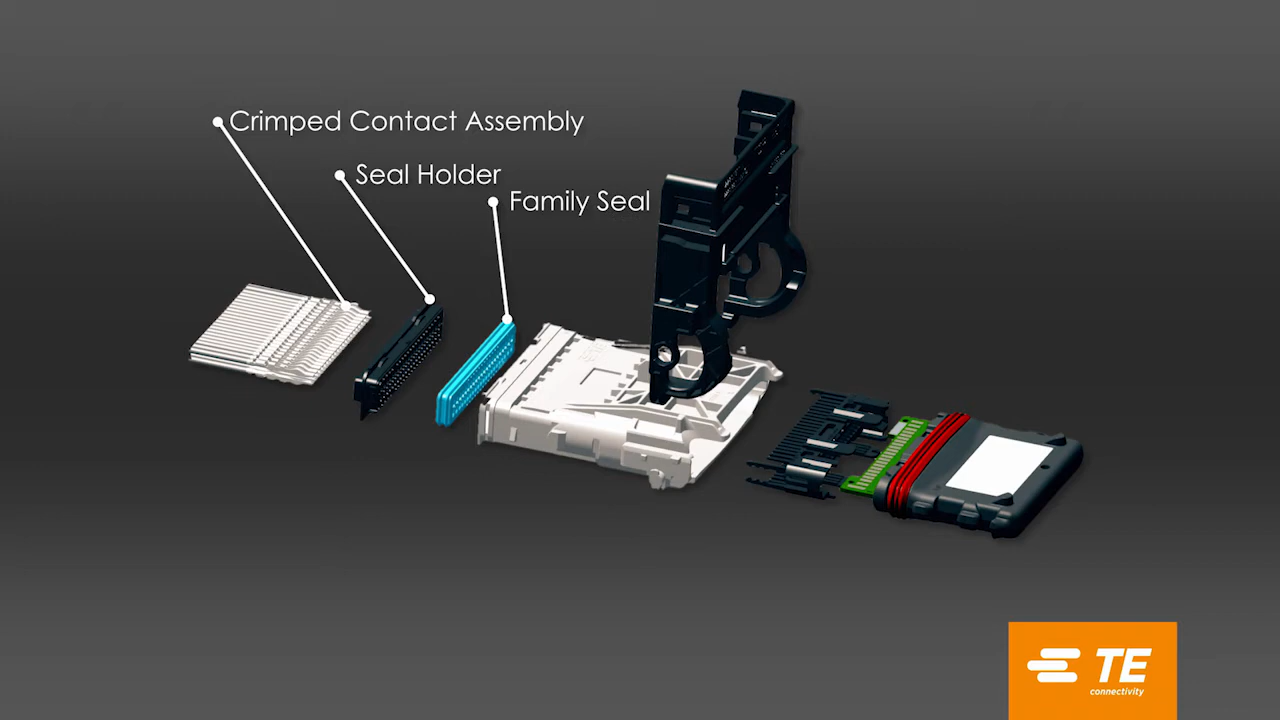 Crimped Contact Assembly
Seal Holder
Family Seal
TE
connectivity